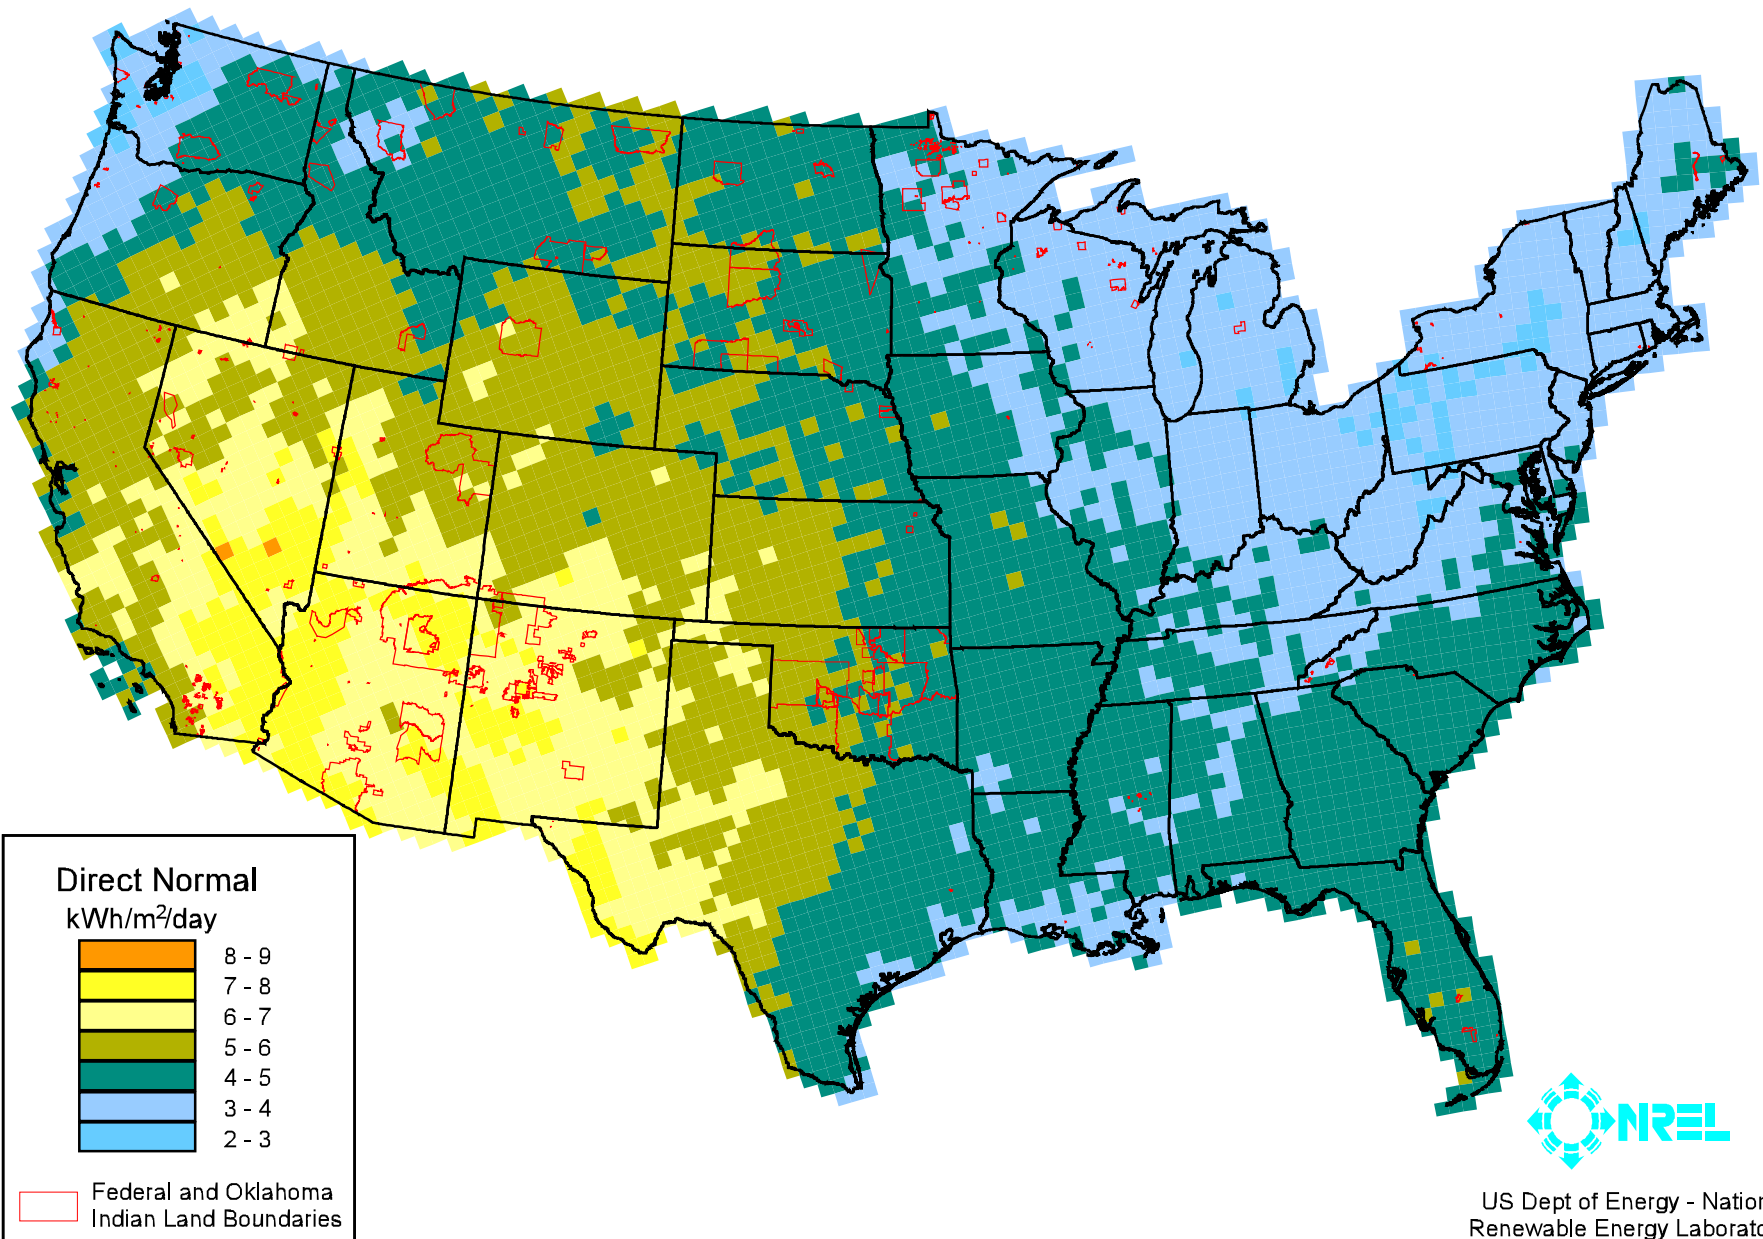 Direct Normal
kWh/m²/day
8 - 9
7 - 8
6 - 7
5 - 6
4 - 5
3 - 4
2 - 3
Federal and Oklahoma
Indian Land Boundaries
NREL
US Dept of Energy - Nation
Renewable Energy Laborato